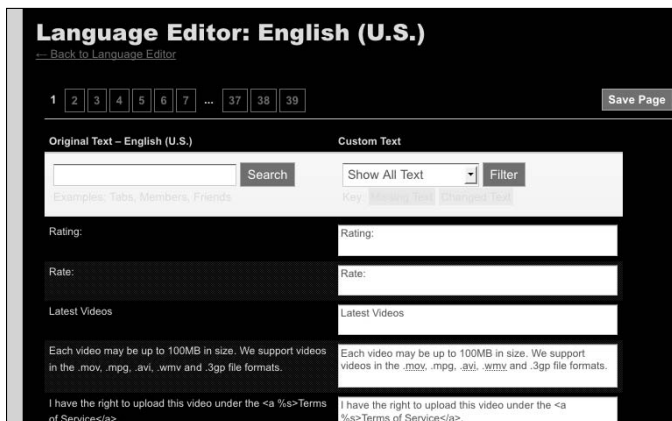 Language Editor: English (U.S.)
← Back to Language Editor
1 2 3 4 5 6 7 ... 37 38 39
Save Page
Original Text – English (U.S.) Custom Text
Search Show All Text Filter
Examples: Tabs, Members, Friends Key: Missing Text Changed Text
Rating: Rating:
Rate: Rate:
Latest Videos Latest Videos
Each video may be up to 100MB in size. We support videos
in the .mov, .mpg, .avi, .wmv and .3gp file formats.
Each video may be up to 100MB in size. We support
videos in the .mov, .mpg, .avi, .wmv and .3gp file formats.
I have the right to upload this video under the <a %s>Terms
of Service</a>
I have the right to upload this video under the <a
%s>Terms of Service</a>.